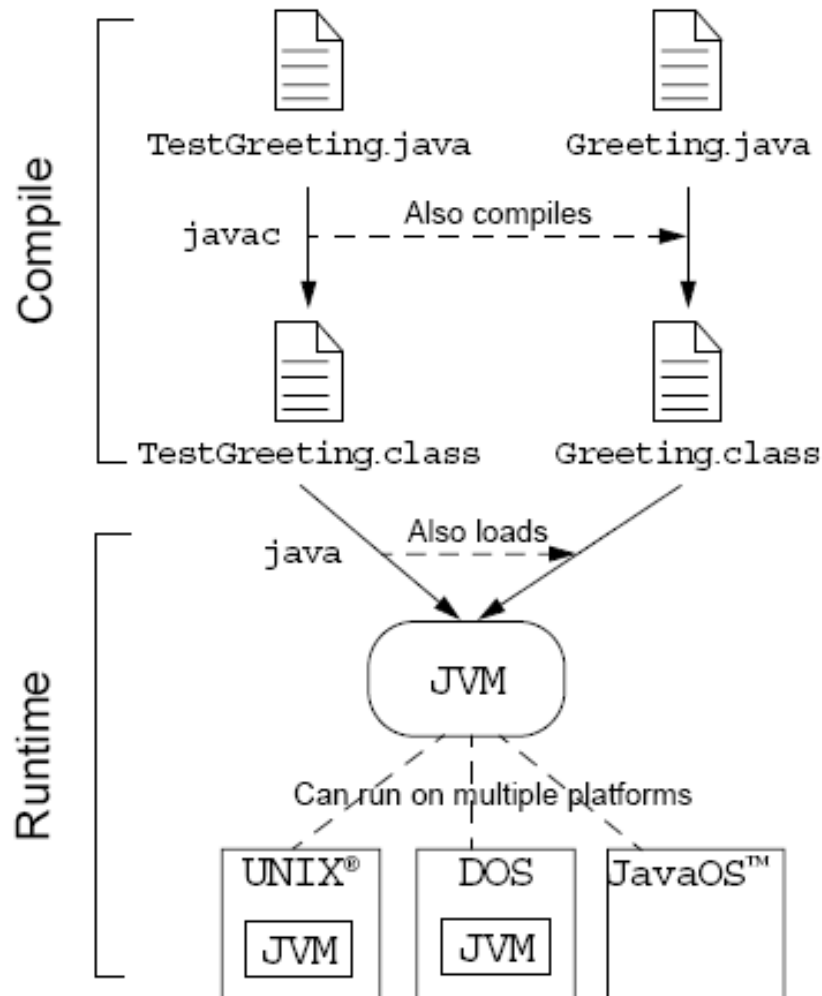 TestGreeting.java
Greeting.java
Compile
javac
Also compiles
TestGreeting.class
Greeting.class
java
Also loads
JVM
Runtime
Can run on multiple platforms
UNIX®
DOS
JavaOS™
JVM
JVM